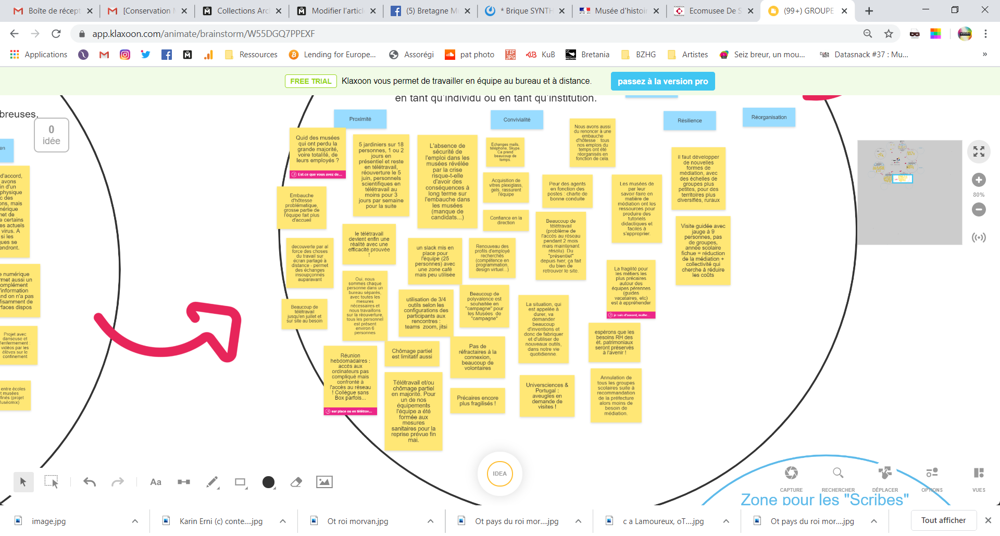 Boîte de récept
[Conservation
Collections Arc
Modifier l'articl
(5) Bretagne M
* Brique SYNTH
Musée d'histoi
Ecomusee De S
(99+) GROUPE
app.klaxoon.com/animate/brainstorm/W55DGQ7PPEXF
Applications
Ressources
Lending for Europe...
Assorégi
pat photo
KuB
Bretania
BZHG
Artistes
Seiz breur, un mou...
Datasnack #37 : Mu...
»
FREE TRIAL Klaxoon vous permet de travailler en équipe au bureau et à distance. passez à la version pro
en tant qu'individu ou en tant qu'institution.
breuses.
0
idée
en
d'accord,
avons
in d'un
physique
c des
ons, mais
mérique
net de
e certains
es actuels
virus. A
si les
ques se
endront.
e numérique
rmet aussi un
omplément
'information
and on n'a pas
fisamment de
rfaces dispos
Projet avec
danseuse et
l'enfermement :
vidéos par les
élèves sur le
confinement
entre écoles
et musées
finés (projet
Muséomix)
Proximité
Convivialité
Résilience
Réorganisation
Quid des musées
qui ont perdu la
grande majorité,
voire totalité, de
leurs employés ?
Est-ce que vous avez de...
5 jardiniers sur 18
personnes, 1 ou 2
jours en
présentiel et reste
en télétravail,
réouverture le 5
juin, personnels
scientifiques en
télétravail au
moins pour 3
jours par semaine
pour la suite
L'absence de
sécurité de
l'emploi dans les
musées révélée
par la crise
risque-t-elle
d'avoir des
conséquences à
long terme sur
l'embauche dans
les musées
(manque de
candidats...)
Echanges mails,
téléphone, Skype.
Ca prend
beaucoup de
temps.
Nous avons aussi
du renoncer à une
embauche
d'hôtesse : tous
nos emplois du
temps ont été
réorganisés en
fonction de cela.
il faut développer
de nouvelles
formes de
médiation, avec
des échelles de
groupes plus
petites, pour des
territoires plus
diversifiés, ruraux
Acquisition de
vitres plexiglass,
gels, rassurent
l'équipe
Peur des agents
en fonction des
postes : charte de
bonne conduite
Les musées de
par leur
savoir-faire en
matière de
médiation ont les
ressources pour
produire des
tutoriels
didactiques et
faciles à
s'approprier.
Embauche
d'hôtesse
problématique,
grosse partie de
l'équipe fait plus
d'accueil
Confiance en la
direction
Beaucoup de
télétravail
(problème de
l'accès au réseau
pendant 2 mois
mais maintenant
résolu). Du
"présentiel"
depuis hier, ça fait
du bien de
retrouver le site.
Visite guidée avec
jauge à 9
personnes, pas
de groupes,
année scolaire
fichue = réduction
de la médiation +
collectivité qui
cherche à réduire
les coûts
le télétravail
devient enfin une
réalité avec une
efficacité prouvée
!
decouverte par al
force des choses
du travail sur
écran partagé à
distance - permet
des échanges
insoupçonnés
auparavant
un slack mis en
place pour
l'équipe (25
personnes) avec
une zone café
mais peu utilisée
Renouveau des
profils d'employé
recherchés
(compétence en
programmation,
design virtuel...)
La fragilité pour
les métiers les
plus précaires
autour des
équipes pérennes
(guides
vacataires, etc)
est à appréhender
je suis d'accord, malhe...
Oui, nous
sommes chaque
personne dans un
bureau séparés,
avec toutes les
mesures
nécessaires et
nous travaillons
sur la réouverture,
tous les personnel
est présent
environ 6
personnes
utilisation de 3/4
outils selon les
configurations des
participants aux
rencontres :
teams zoom, jitsi
Beaucoup de
polyvalence est
souhaitée en
"campagne" pour
les Musées de
"campagne"
La situation, qui
est appelée à
durer, va
demander
beaucoup
d'inventions et
donc de fabriquer
et d'utiliser de
nouveaux outils,
dans notre vie
quotidienne.
Beaucoup de
télétravail
jusqu'en juillet et
sur site au besoin
espérons que les
besoins RH des
ét. patrimoniaux
seront préservés
à l'avenir !
Réunion
hebdomadaires :
accès aux
ordinateurs pas
compliqué mais
confronté à
l'accès au réseau
! Collègue sans
Box parfois...
sur place ou en télétrav...
Chômage partiel
est limitatif aussi
Pas de
réfractaires à la
connexion,
beaucoup de
volontaires
Télétravail et/ou
chômage partiel
en majorité. Pour
un de nos
équipements
l'équipe a été
formée aux
mesures
sanitaires pour la
reprise prévue fin
mai.
Précaires encore
plus fragilisés !
Universciences &
Portugal :
aveugles en
demande de
visites !
Annulation de
tous les groupes
scolaires suite à
recommandation
de la préfecture
alors moins de
besoin de
médiation.
80%
Aa
IDEA
CAPTURE
RECHERCHER
DÉPLACER
OPTIONS
VUES
Zone pour les "Scribes"
image.jpg
Karin Erni (c) conte....jpg
Ot roi morvan.jpg
Ot pays du roi mor....jpg
c a Lamoureux, oT....jpg
Ot pays du roi mor....jpg
Tout afficher